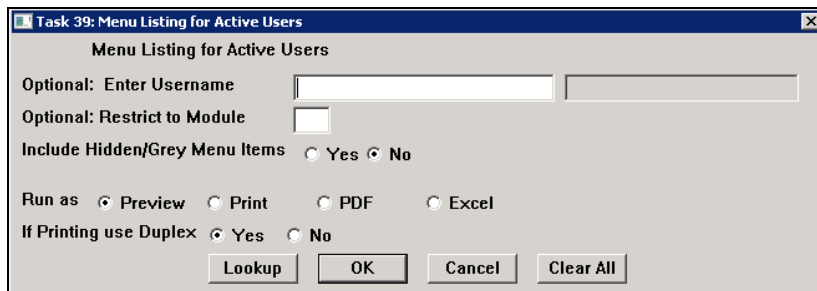 Task 39: Menu Listing for Active Users
Menu Listing for Active Users
Optional: Enter Username
Optional: Restrict to Module
Include Hidden/Grey Menu Items Yes No
Run as Preview Print PDF Excel
If Printing use Duplex Yes No
Lookup OK Cancel Clear All